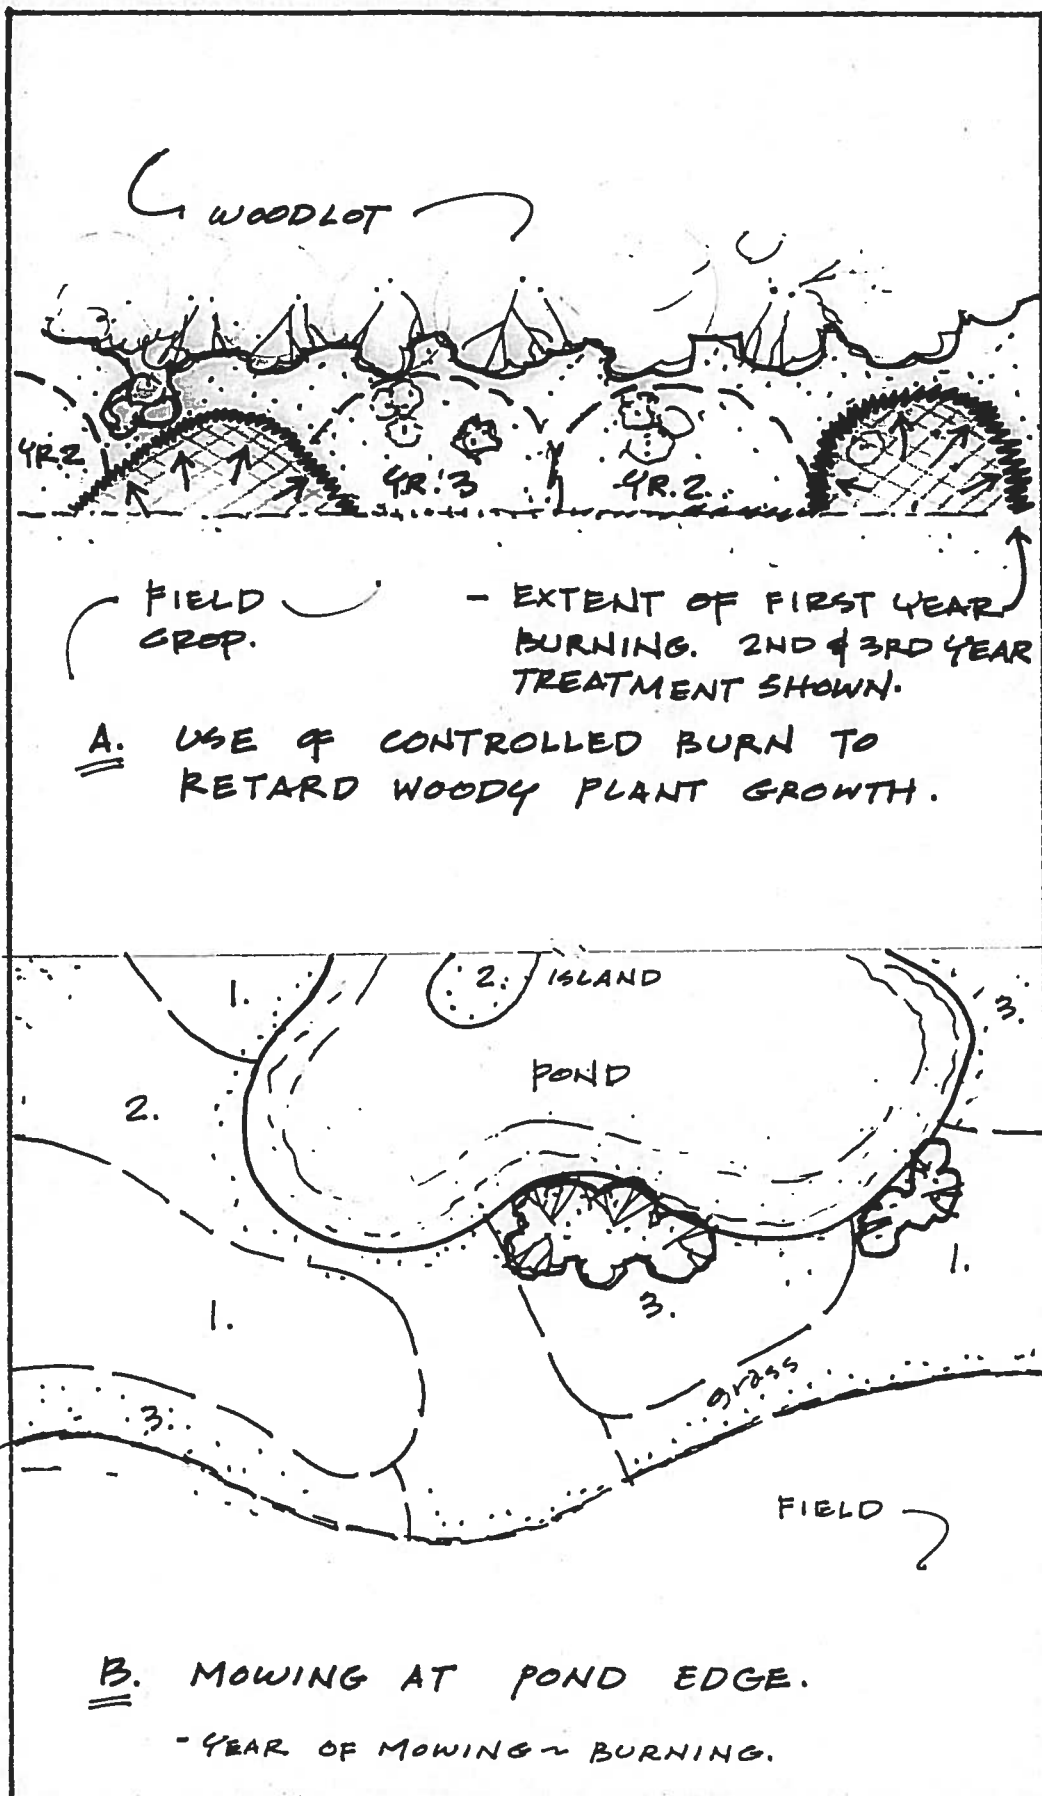 WOODLOT
YR.2
YR. 3
YR. 2.
FIELD
CROP.
- EXTENT OF FIRST YEAR
BURNING. 2ND & 3RD YEAR
TREATMENT SHOWN.
A. USE OF CONTROLLED BURN TO
RETARD WOODY PLANT GROWTH.
1.
2. ISLAND
3.
POND
2.
1.
1.
3.
grass
3.
FIELD
B. MOWING AT POND EDGE.
- YEAR OF MOWING ~ BURNING.